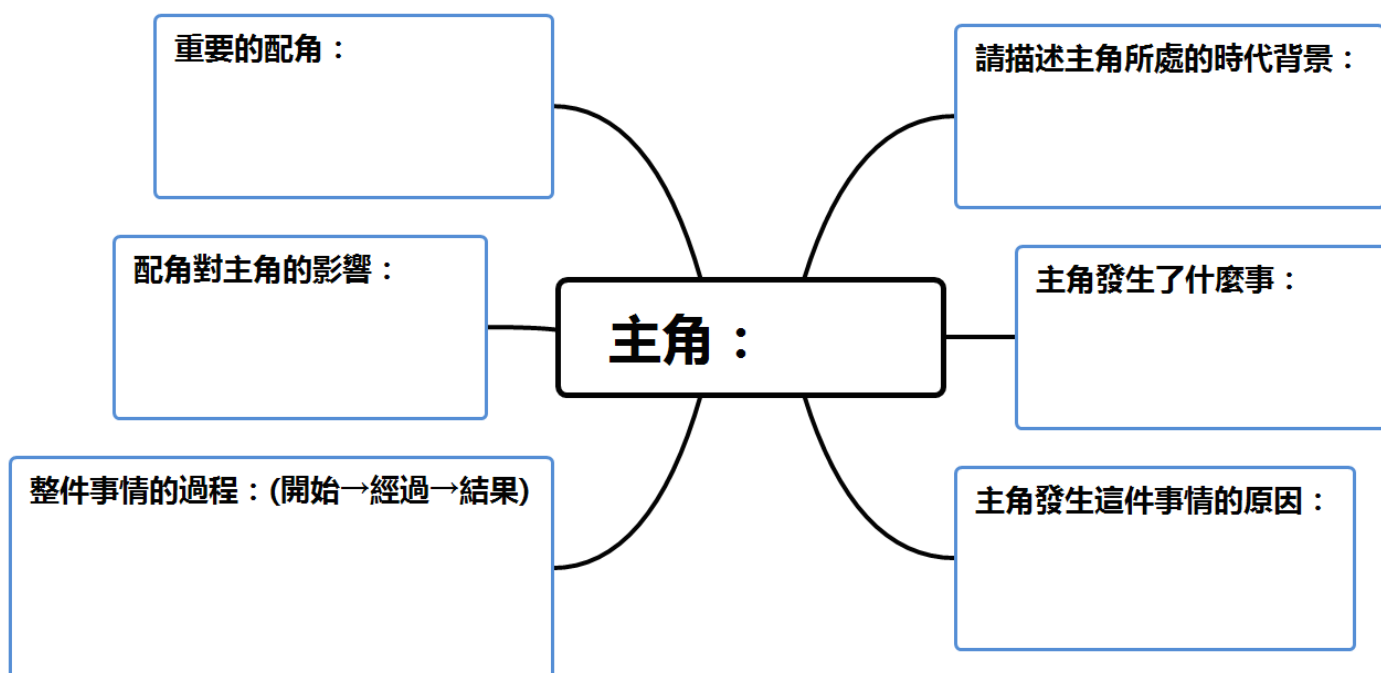 重要的配角：
請描述主角所處的時代背景：
配角對主角的影響：
主角發生了什麼事：
主角：
整件事情的過程：(開始→經過→結果)
主角發生這件事情的原因：